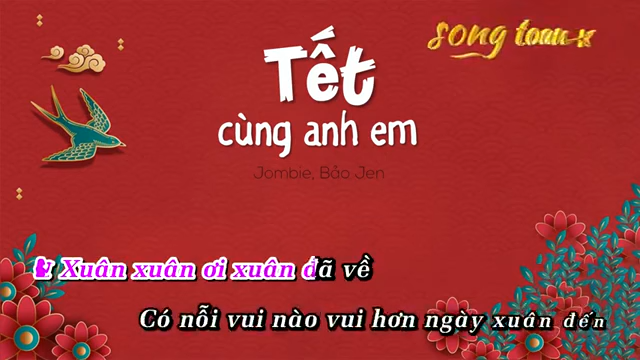 song toàn
Tết
cùng anh em
Jombie, Bảo Jen
Xuân xuân ơi xuân đã về
Có nỗi vui nào vui hơn ngày xuân đến